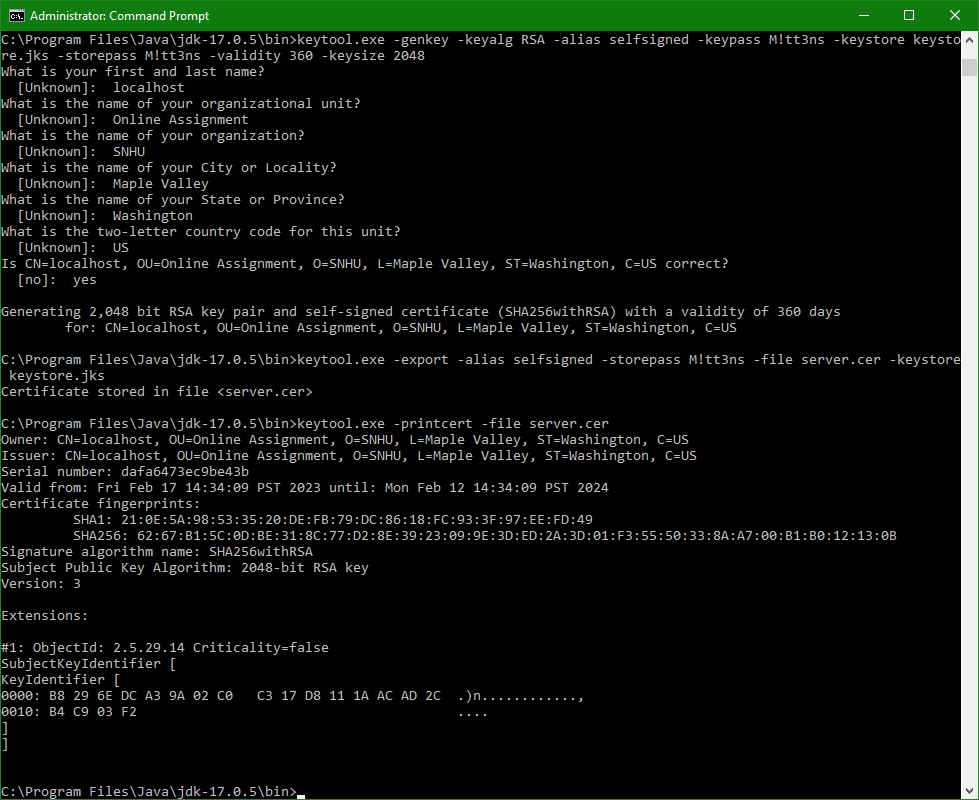 Administrator: Command Prompt
C:\Program Files\Java\jdk-17.0.5\bin>keytool.exe -genkey -keyalg RSA -alias selfsigned -keypass M!tt3ns -keystore keysto
re.jks -storepass M!tt3ns -validity 360 -keysize 2048
What is your first and last name?
  [Unknown]:  localhost
What is the name of your organizational unit?
  [Unknown]:  Online Assignment
What is the name of your organization?
  [Unknown]:  SNHU
What is the name of your City or Locality?
  [Unknown]:  Maple Valley
What is the name of your State or Province?
  [Unknown]:  Washington
What is the two-letter country code for this unit?
  [Unknown]:  US
Is CN=localhost, OU=Online Assignment, O=SNHU, L=Maple Valley, ST=Washington, C=US correct?
  [no]:  yes

Generating 2,048 bit RSA key pair and self-signed certificate (SHA256withRSA) with a validity of 360 days
        for: CN=localhost, OU=Online Assignment, O=SNHU, L=Maple Valley, ST=Washington, C=US

C:\Program Files\Java\jdk-17.0.5\bin>keytool.exe -export -alias selfsigned -storepass M!tt3ns -file server.cer -keystore
 keystore.jks
Certificate stored in file <server.cer>

C:\Program Files\Java\jdk-17.0.5\bin>keytool.exe -printcert -file server.cer
Owner: CN=localhost, OU=Online Assignment, O=SNHU, L=Maple Valley, ST=Washington, C=US
Issuer: CN=localhost, OU=Online Assignment, O=SNHU, L=Maple Valley, ST=Washington, C=US
Serial number: dafa6473ec9be43b
Valid from: Fri Feb 17 14:34:09 PST 2023 until: Mon Feb 12 14:34:09 PST 2024
Certificate fingerprints:
         SHA1: 21:0E:5A:98:53:35:20:DE:FB:79:DC:86:18:FC:93:3F:97:EE:FD:49
         SHA256: 62:67:B1:5C:0D:BE:31:8C:77:D2:8E:39:23:09:9E:3D:ED:2A:3D:01:F3:55:50:33:8A:A7:00:B1:B0:12:13:0B
Signature algorithm name: SHA256withRSA
Subject Public Key Algorithm: 2048-bit RSA key
Version: 3

Extensions:

#1: ObjectId: 2.5.29.14 Criticality=false
SubjectKeyIdentifier [
KeyIdentifier [
0000: B8 29 6E DC A3 9A 02 C0   C3 17 D8 11 1A AC AD 2C  .)n............,
0010: B4 C9 03 F2                                        ....
]
]

C:\Program Files\Java\jdk-17.0.5\bin>